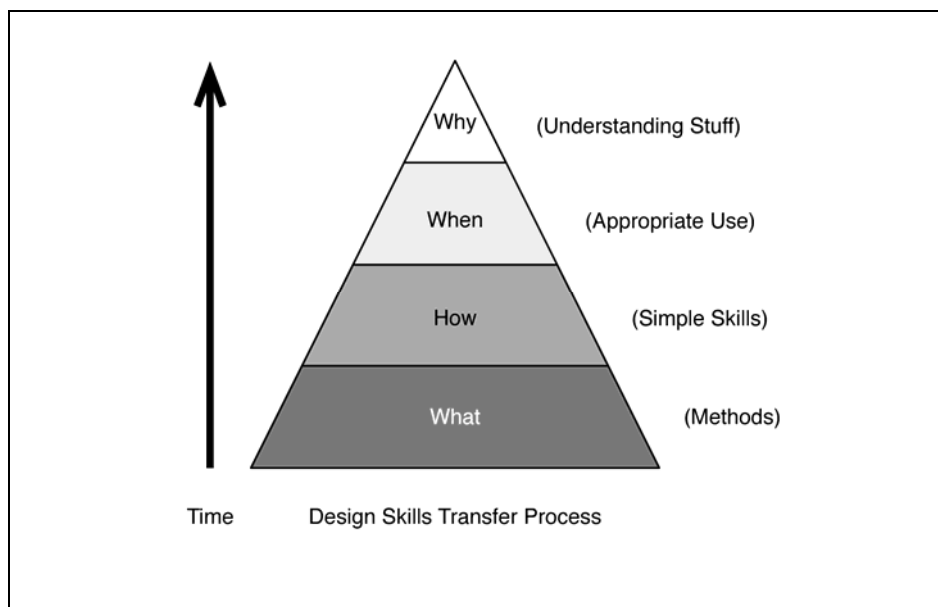 Why (Understanding Stuff)
When (Appropriate Use)
How (Simple Skills)
What (Methods)
Time Design Skills Transfer Process